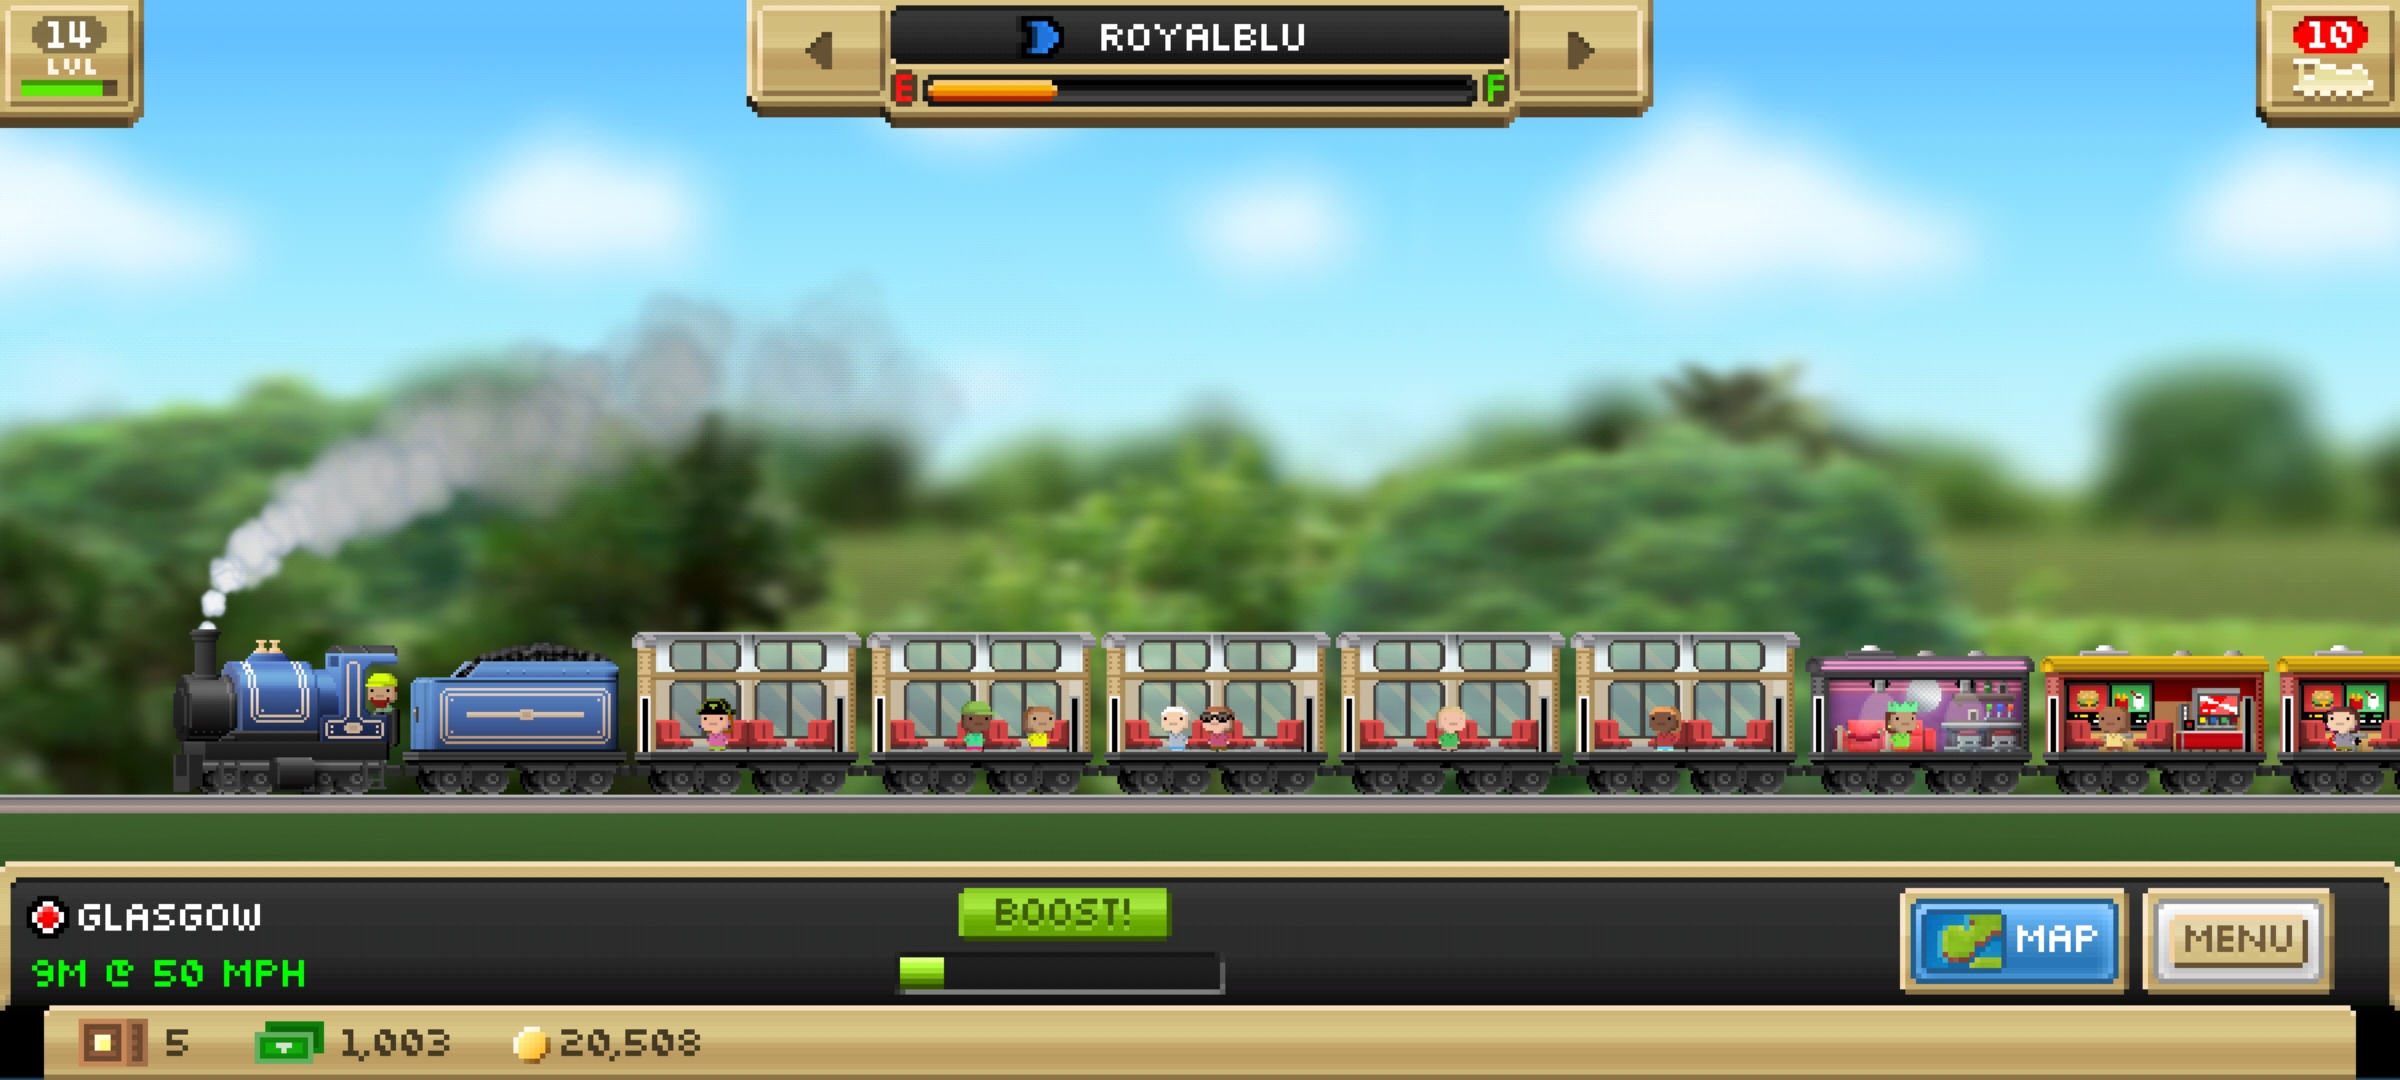 14
LVL
ROYALBLU
E F
10
GLASGOW
BOOST!
9M @ 50 MPH
MAP
MENU
5 1,003 20,508